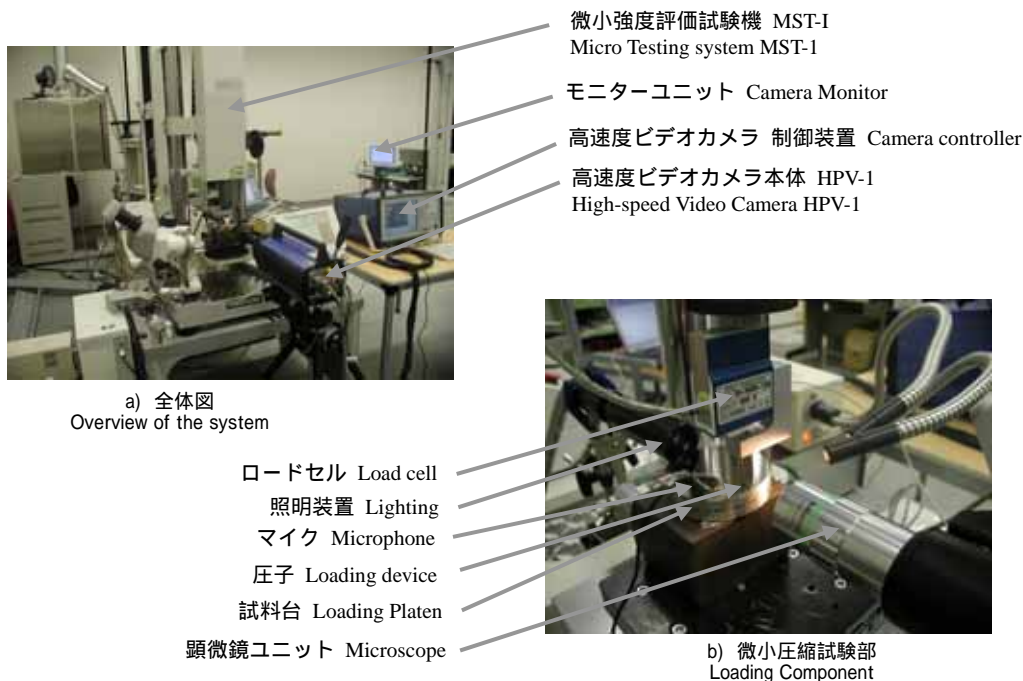 微小強度評価試験機 MST-I
Micro Testing system MST-1
モニターユニット Camera Monitor
高速度ビデオカメラ 制御装置 Camera controller
高速度ビデオカメラ本体 HPV-1
High-speed Video Camera HPV-1
a) 全体図
Overview of the system
ロードセル Load cell
照明装置 Lighting
マイク Microphone
圧子 Loading device
試料台 Loading Platen
顕微鏡ユニット Microscope
b) 微小圧縮試験部
Loading Component